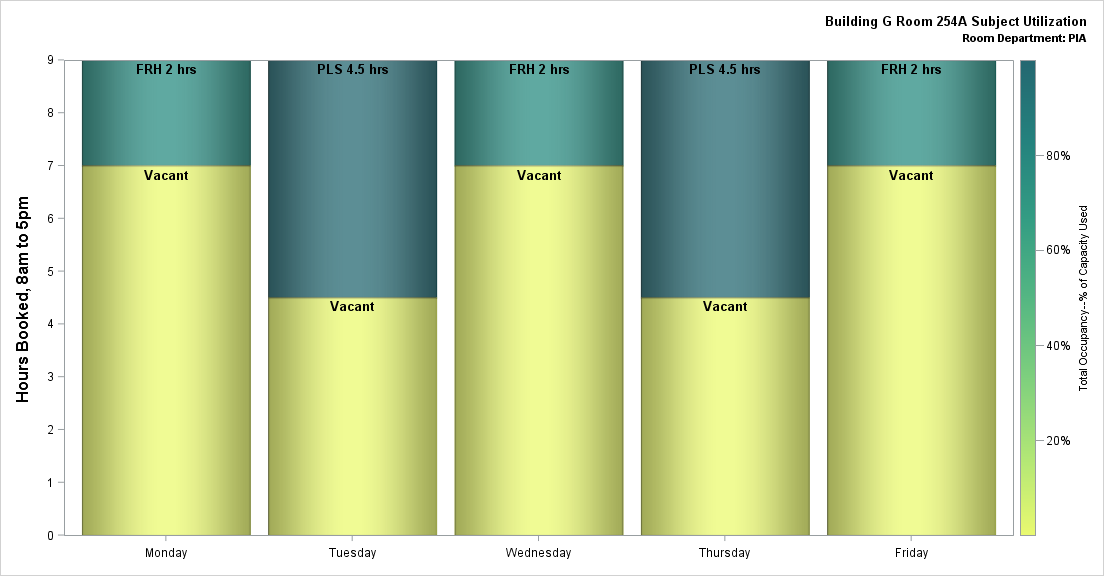 Building G Room 254A Subject Utilization
Room Department: PIA
Hours Booked, 8am to 5pm
9
8
7
6
5
4
3
2
1
0
FRH 2 hrs
PLS 4.5 hrs
FRH 2 hrs
PLS 4.5 hrs
FRH 2 hrs
Vacant
Vacant
Vacant
Vacant
Vacant
Monday
Tuesday
Wednesday
Thursday
Friday
80%
60%
40%
20%
Total Occupancy--% of Capacity Used